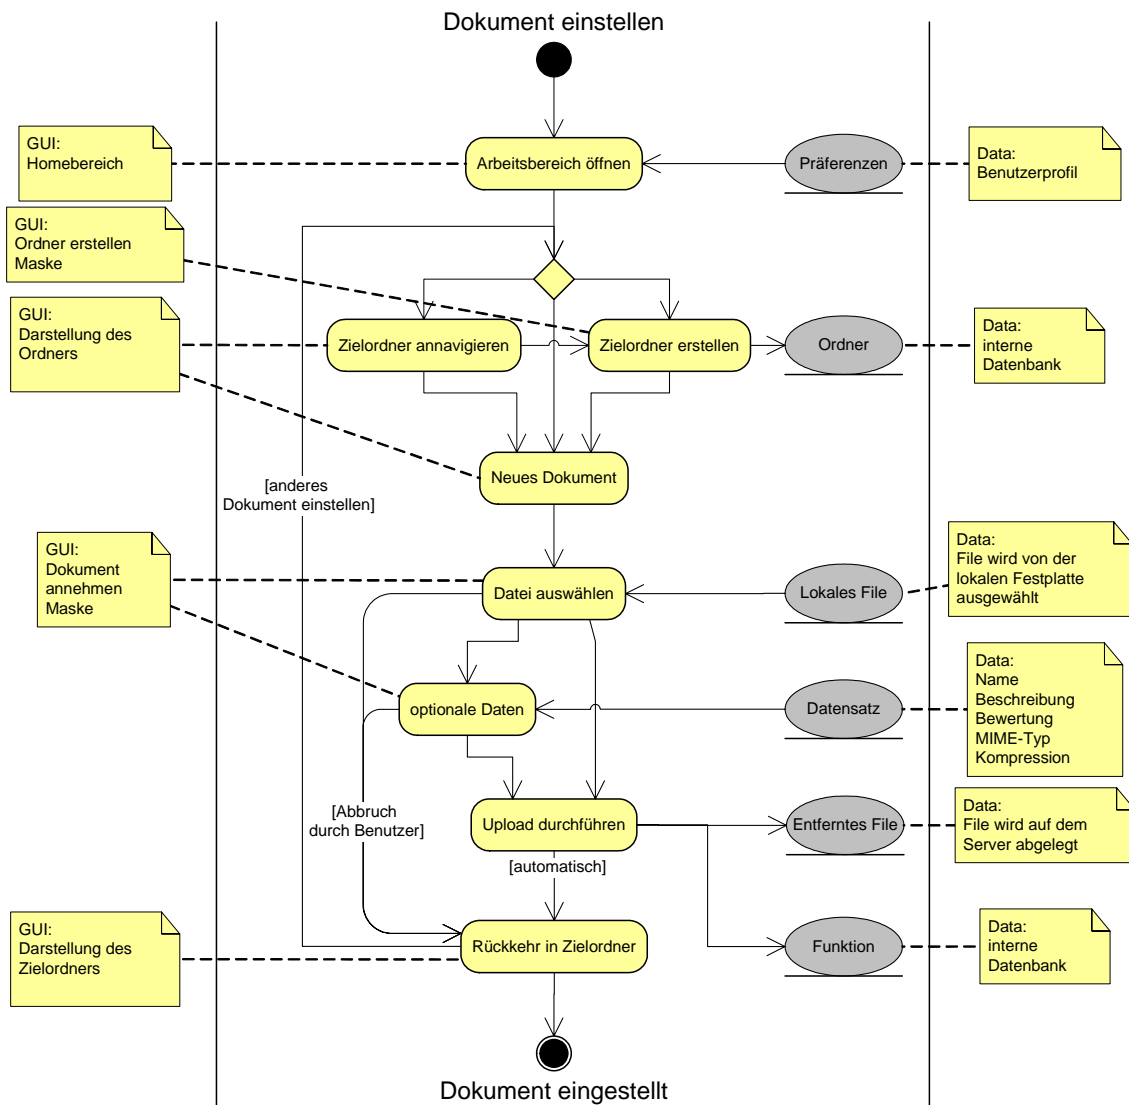 Dokument einstellen
GUI:
Homebereich
Arbeitsbereich öffnen
Präferenzen
Data:
Benutzerprofil
GUI:
Ordner erstellen
Maske
GUI:
Darstellung des
Ordners
Zielordner annavigieren
Zielordner erstellen
Ordner
Data:
interne
Datenbank
Neues Dokument
[anderes
Dokument einstellen]
GUI:
Dokument
annehmen
Maske
Datei auswählen
Lokales File
Data:
File wird von der
lokalen Festplatte
ausgewählt
optionale Daten
Datensatz
Data:
Name
Beschreibung
Bewertung
MIME-Typ
Kompression
[Abbruch
durch Benutzer]
Upload durchführen
Entferntes File
Data:
File wird auf dem
Server abgelegt
[automatisch]
GUI:
Darstellung des
Zielordners
Rückkehr in Zielordner
Funktion
Data:
interne
Datenbank
Dokument eingestellt